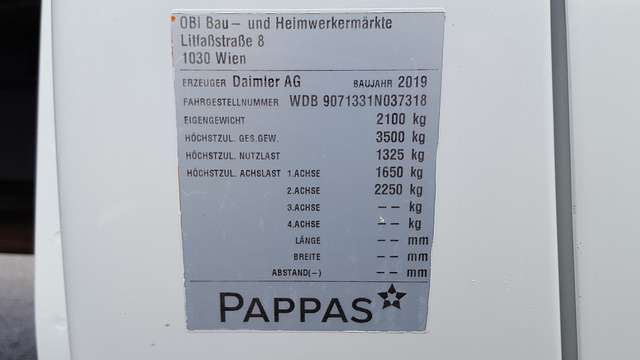 OBI Bau- und Heimwerkermärkte
Litfaßstraße 8
1030 Wien
ERZEUGER Daimler AG BAUJAHR 2019
FAHRGESTELLNUMMER WDB 9071331N037318
EIGENGEWICHT 2100 kg
HÖCHSTZUL. GES.GEW. 3500 kg
HÖCHSTZUL. NUTZLAST 1325 kg
HÖCHSTZUL. ACHSLAST 1.ACHSE 1650 kg
2.ACHSE 2250 kg
3.ACHSE -- kg
4.ACHSE -- kg
LÄNGE -- mm
BREITE -- mm
ABSTAND(-) -- mm
PAPPAS